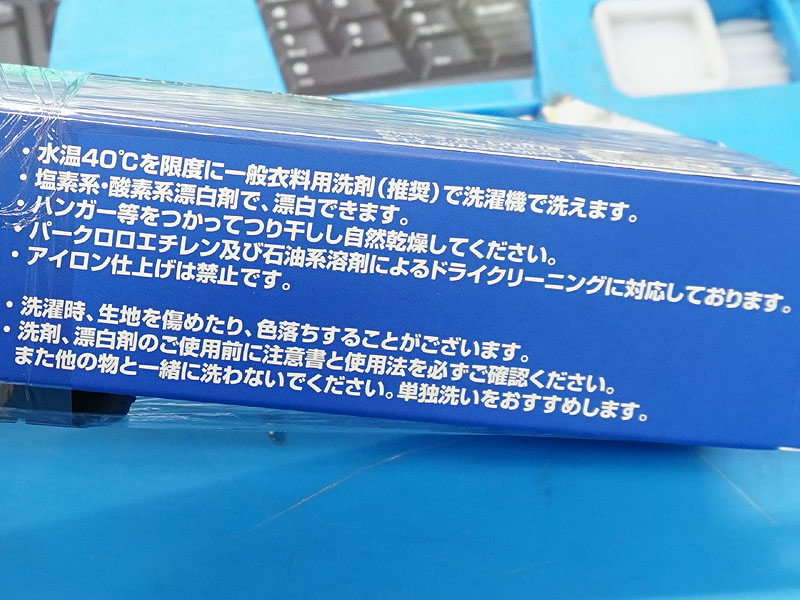 ・水温40℃を限度に一般衣料用洗剤(推奨)で洗濯機で洗えます。
・塩素系・酸素系漂白剤で、漂白できます。
・ハンガー等をつかってつり干しし自然乾燥してください。
・パークロロエチレン及び石油系溶剤によるドライクリーニングに対応しております。
・アイロン仕上げは禁止です。
・洗濯時、生地を傷めたり、色落ちすることがございます。
・洗剤、漂白剤のご使用前に注意書と使用法を必ずご確認ください。
また他の物と一緒に洗わないでください。単独洗いをおすすめします。